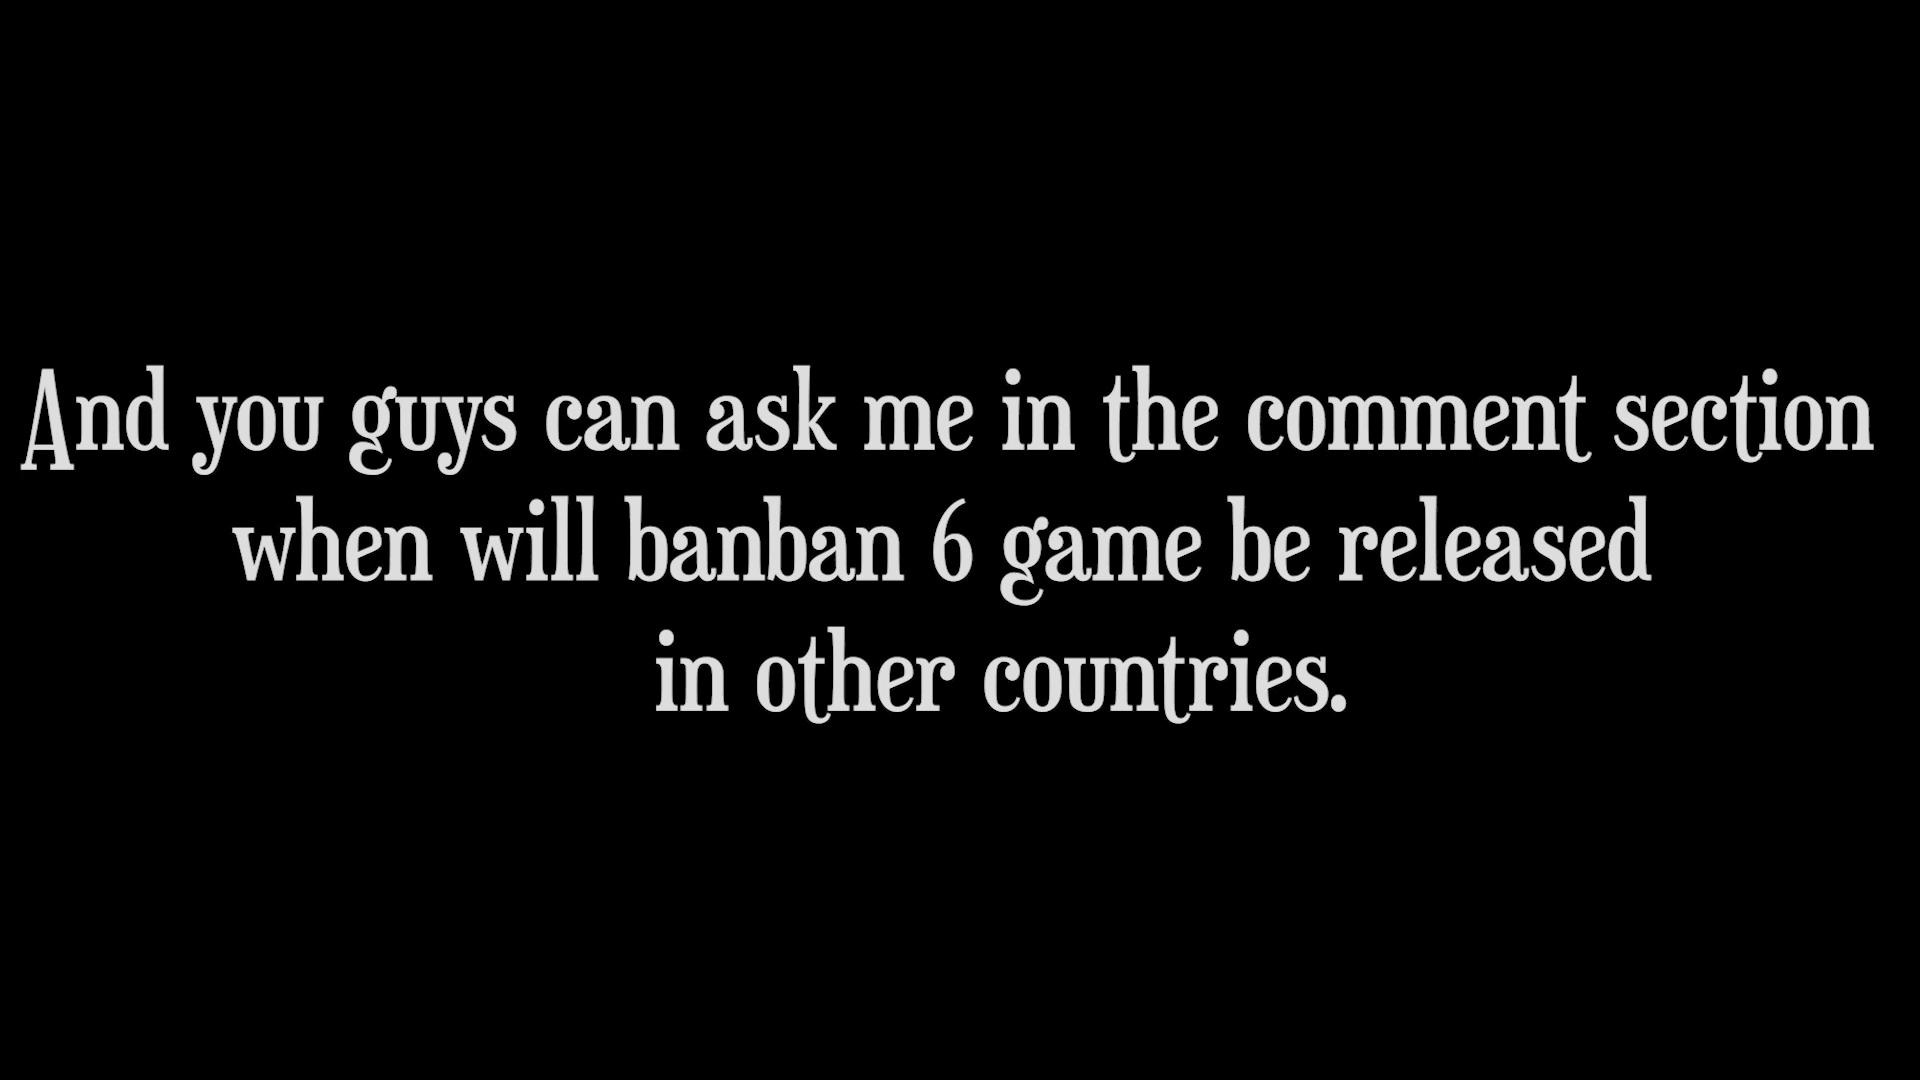 And you guys can ask me in the comment section
when will banban 6 game be released
in other countries.